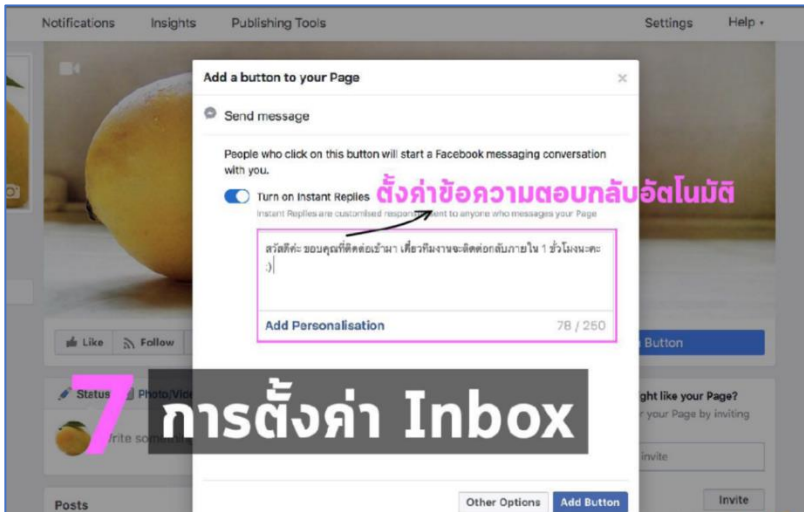 Notifications Insights Publishing Tools Settings Help
Add a button to your Page
Send message
People who click on this button will start a Facebook messaging conversation
with you.
Turn on Instant Replies ตั้งค่าข้อความตอบกลับอัตโนมัติ
Instant Replies are customised to anyone who messages your Page
สวัสดีค่ะ ขอบคุณที่ติดต่อเข้ามา เดี๋ยวทีมงานจะติดต่อกลับภายใน 1 ชั่วโมงนะคะ
:)
Add Personalisation 78 / 250
Like Follow Button
Status Photo/
ght like your Page?
7 การตั้งค่า Inbox
your Page by inviting
rite som
invite
Posts
Other Options Add Button Invite